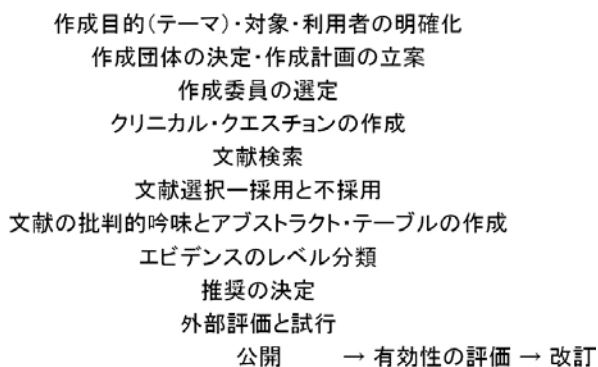 作成目的(テーマ)・対象・利用者の明確化
作成団体の決定・作成計画の立案
作成委員の選定
クリニカル・クエスチョンの作成
文献検索
文献選択ー採用と不採用
文献の批判的吟味とアブストラクト・テーブルの作成
エビデンスのレベル分類
推奨の決定
外部評価と試行
公開 → 有効性の評価 → 改訂